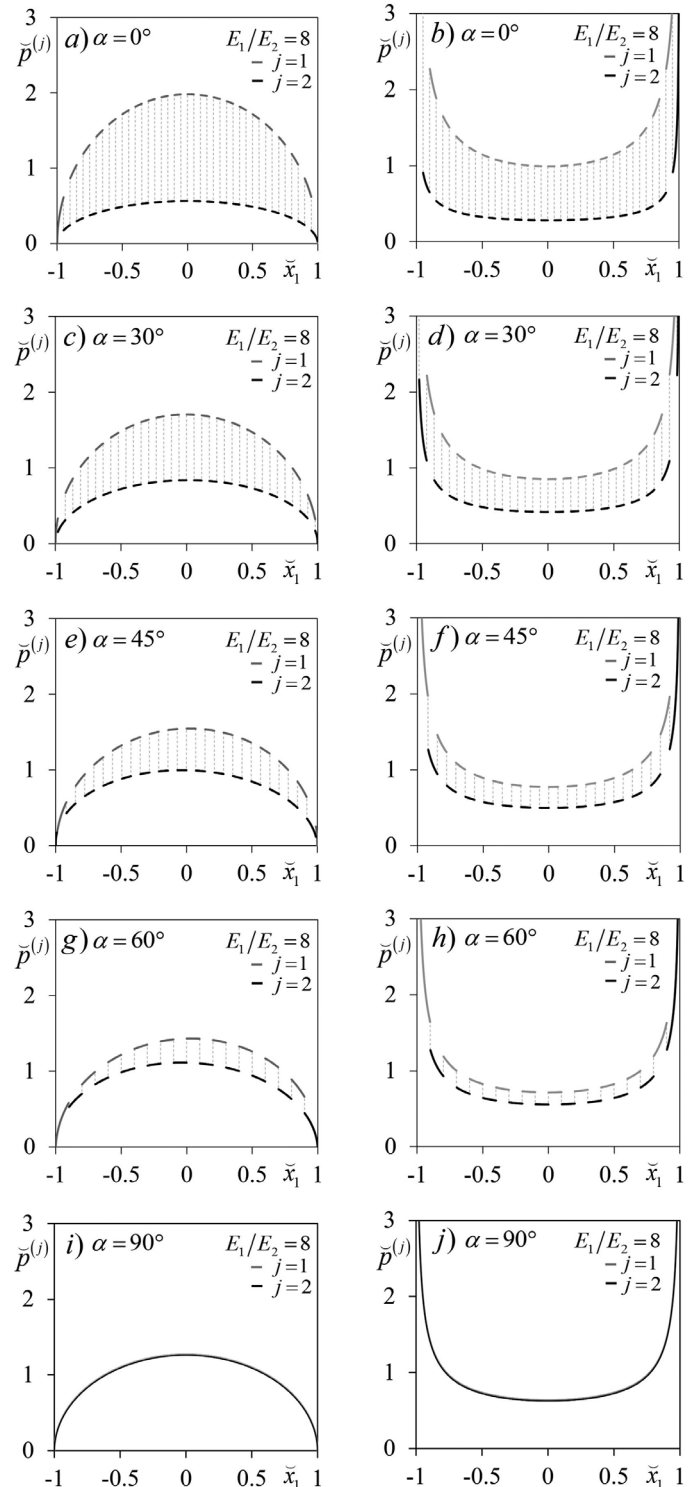 p̆⁽ʲ⁾
3
2
1
0
a) α=0° E₁/E₂=8
j=1
j=2
-1 -0.5 0 0.5 x̆₁ 1
p̆⁽ʲ⁾
3
2
1
0
b) α=0° E₁/E₂=8
j=1
j=2
-1 -0.5 0 0.5 x̆₁ 1
p̆⁽ʲ⁾
3
2
1
0
c) α=30° E₁/E₂=8
j=1
j=2
-1 -0.5 0 0.5 x̆₁ 1
p̆⁽ʲ⁾
3
2
1
0
d) α=30° E₁/E₂=8
j=1
j=2
-1 -0.5 0 0.5 x̆₁ 1
p̆⁽ʲ⁾
3
2
1
0
e) α=45° E₁/E₂=8
j=1
j=2
-1 -0.5 0 0.5 x̆₁ 1
p̆⁽ʲ⁾
3
2
1
0
f) α=45° E₁/E₂=8
j=1
j=2
-1 -0.5 0 0.5 x̆₁ 1
p̆⁽ʲ⁾
3
2
1
0
g) α=60° E₁/E₂=8
j=1
j=2
-1 -0.5 0 0.5 x̆₁ 1
p̆⁽ʲ⁾
3
2
1
0
h) α=60° E₁/E₂=8
j=1
j=2
-1 -0.5 0 0.5 x̆₁ 1
p̆⁽ʲ⁾
3
2
1
0
i) α=90° E₁/E₂=8
j=1
j=2
-1 -0.5 0 0.5 x̆₁ 1
p̆⁽ʲ⁾
3
2
1
0
j) α=90° E₁/E₂=8
j=1
j=2
-1 -0.5 0 0.5 x̆₁ 1